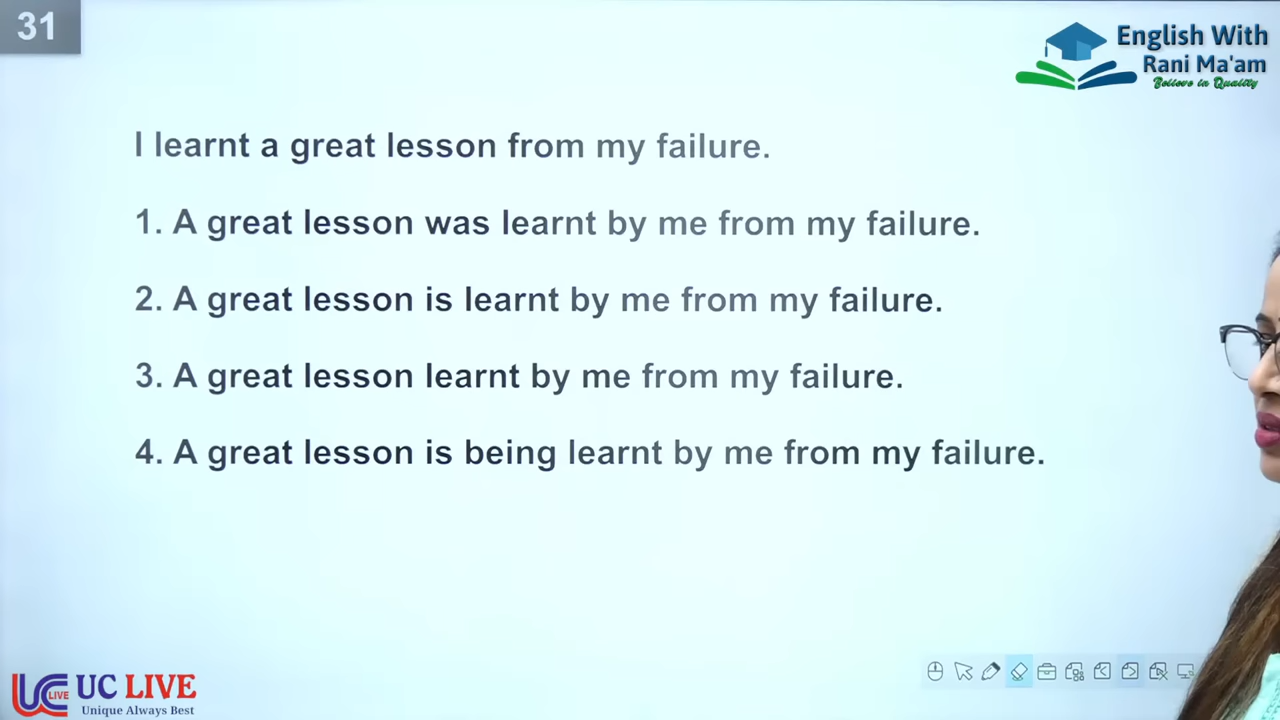 31
English With
Rani Ma'am
Believe in Quality
I learnt a great lesson from my failure.
1. A great lesson was learnt by me from my failure.
2. A great lesson is learnt by me from my failure.
3. A great lesson learnt by me from my failure.
4. A great lesson is being learnt by me from my failure.
UC LIVE UC LIVE
Unique Always Best